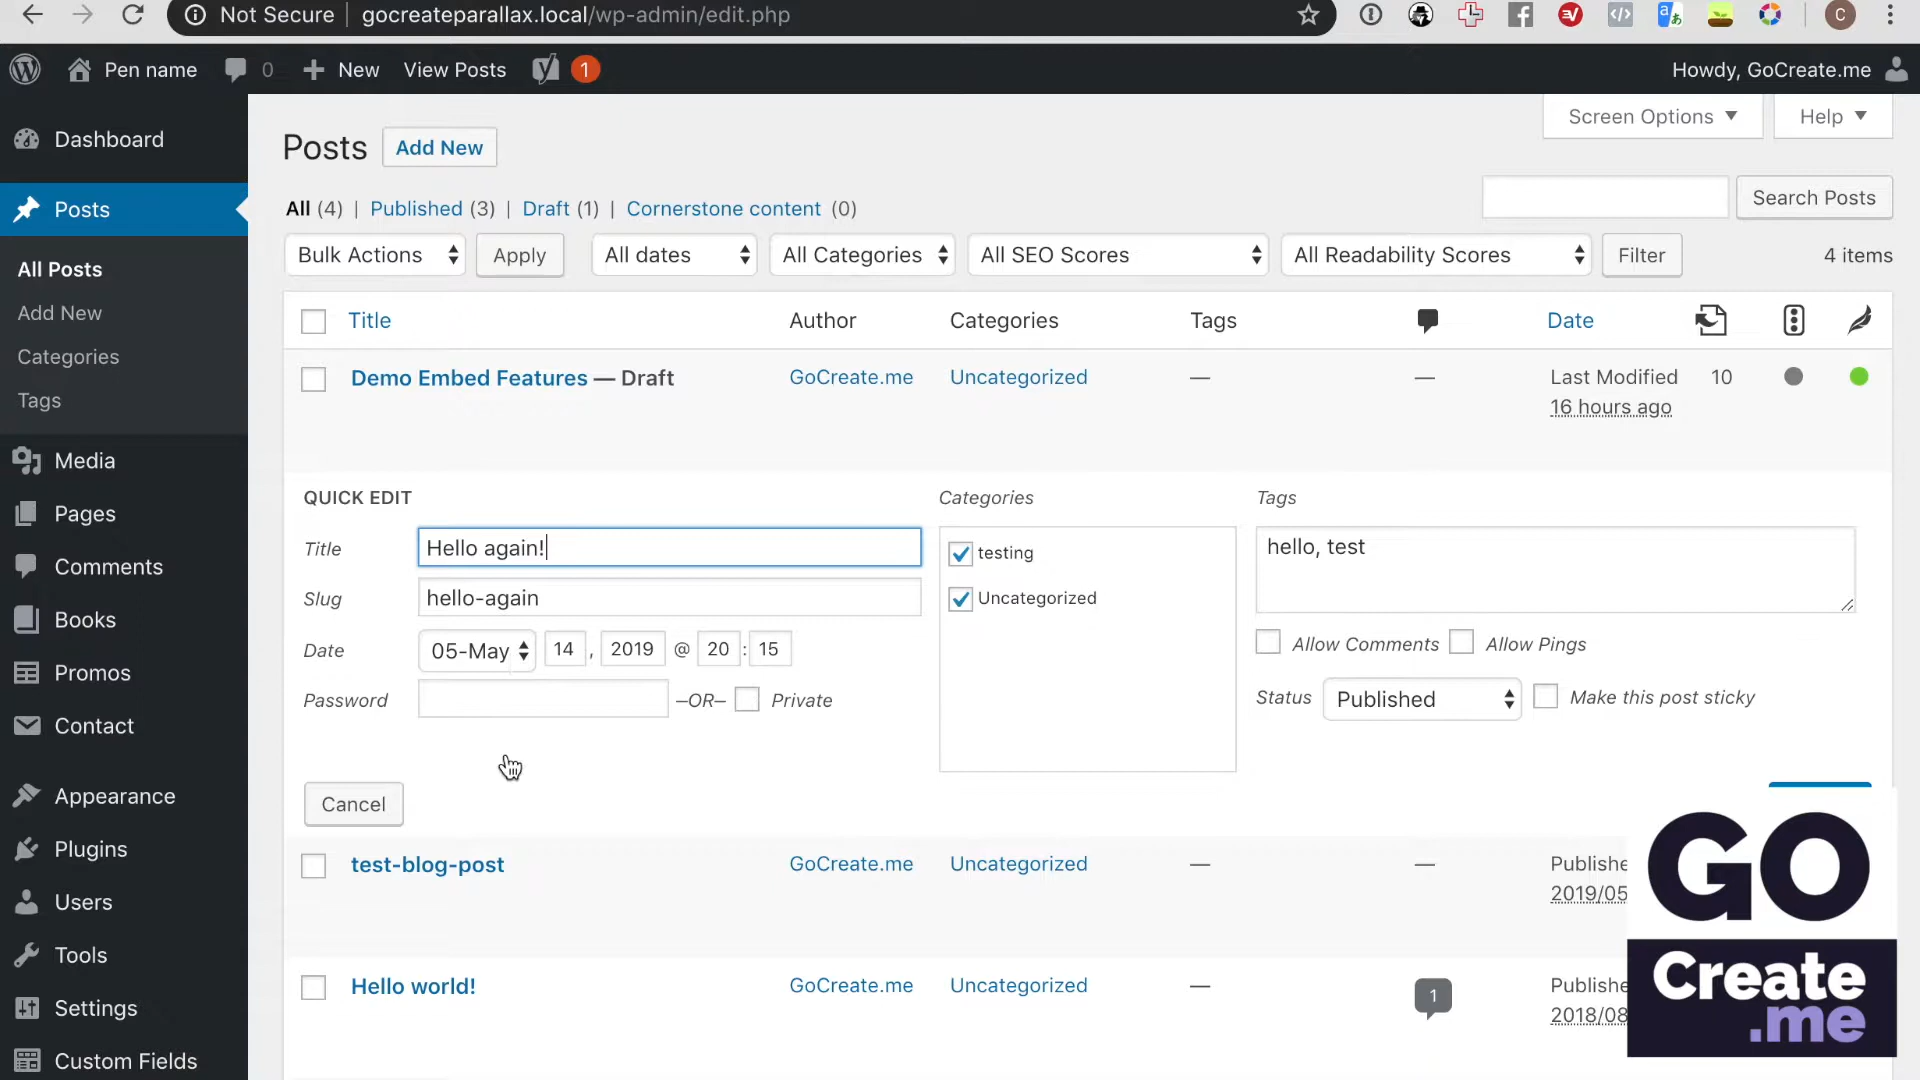 Not Secure | gocreateparallax.local/wp-admin/edit.php
C
Pen name 0 + New View Posts 1 Howdy, GoCreate.me
Dashboard
Posts
All Posts
Add New
Categories
Tags
Media
Pages
Comments
Books
Promos
Contact
Appearance
Plugins
Users
Tools
Settings
Custom Fields
Screen Options Help
Posts Add New
All (4) | Published (3) | Draft (1) | Cornerstone content (0)
Search Posts
Bulk Actions Apply All dates All Categories All SEO Scores All Readability Scores Filter 4 items
Title Author Categories Tags Date
Demo Embed Features — Draft GoCreate.me Uncategorized — — Last Modified 10
16 hours ago
QUICK EDIT Categories Tags
Title Hello again! testing hello, test
Slug hello-again Uncategorized
Date 05-May 14 , 2019 @ 20 : 15 Allow Comments Allow Pings
Password –OR– Private Status Published Make this post sticky
Cancel
test-blog-post GoCreate.me Uncategorized — — Publishe
2019/05
Hello world! GoCreate.me Uncategorized — 1 Publishe
2018/08
GO
Create
.me